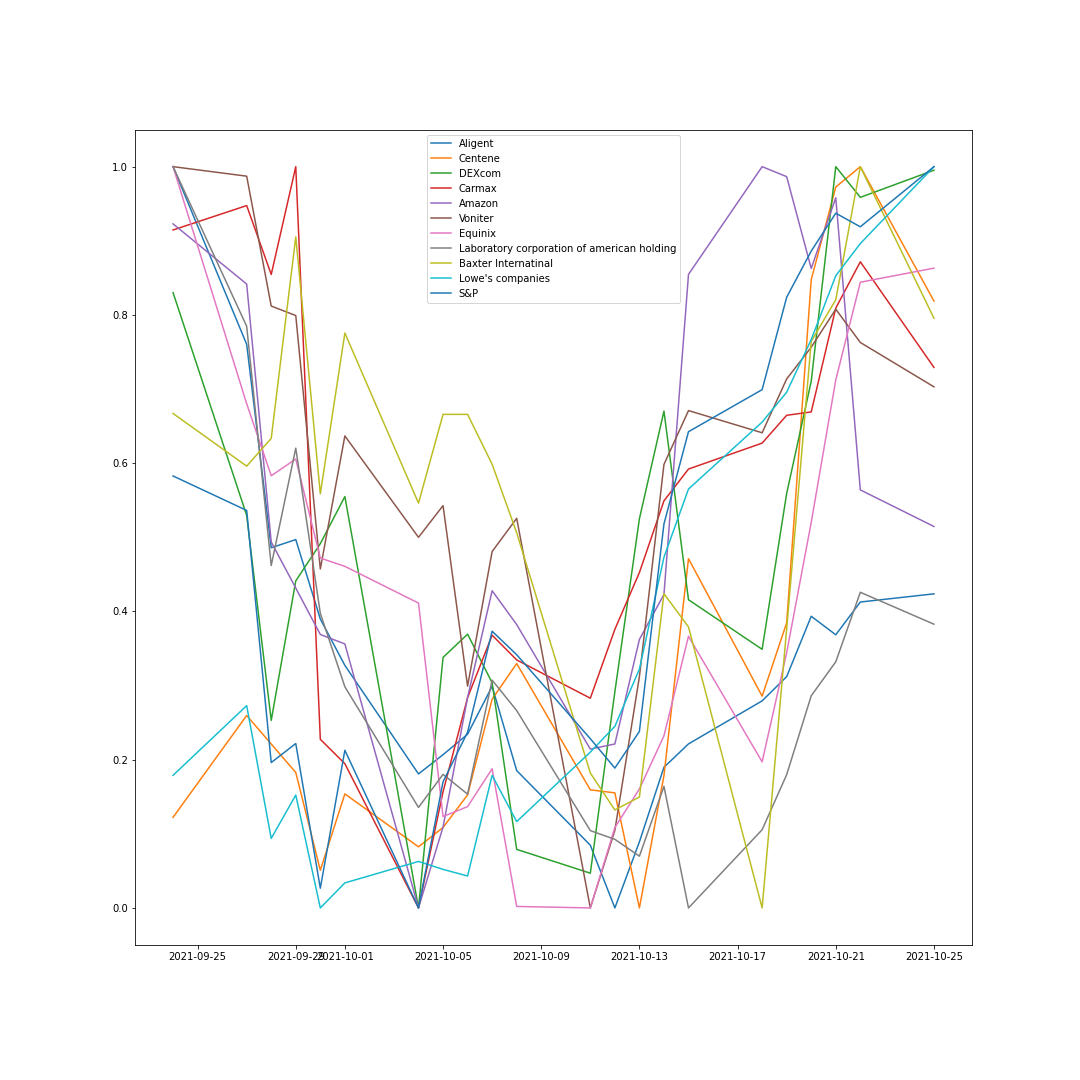 Aligent
Centene
DEXcom
Carmax
Amazon
Voniter
Equinix
Laboratory corporation of american holding
Baxter Internatinal
Lowe's companies
S&P
1.0
0.8
0.6
0.4
0.2
0.0
2021-09-25 2021-09-29 2021-10-01 2021-10-05 2021-10-09 2021-10-13 2021-10-17 2021-10-21 2021-10-25